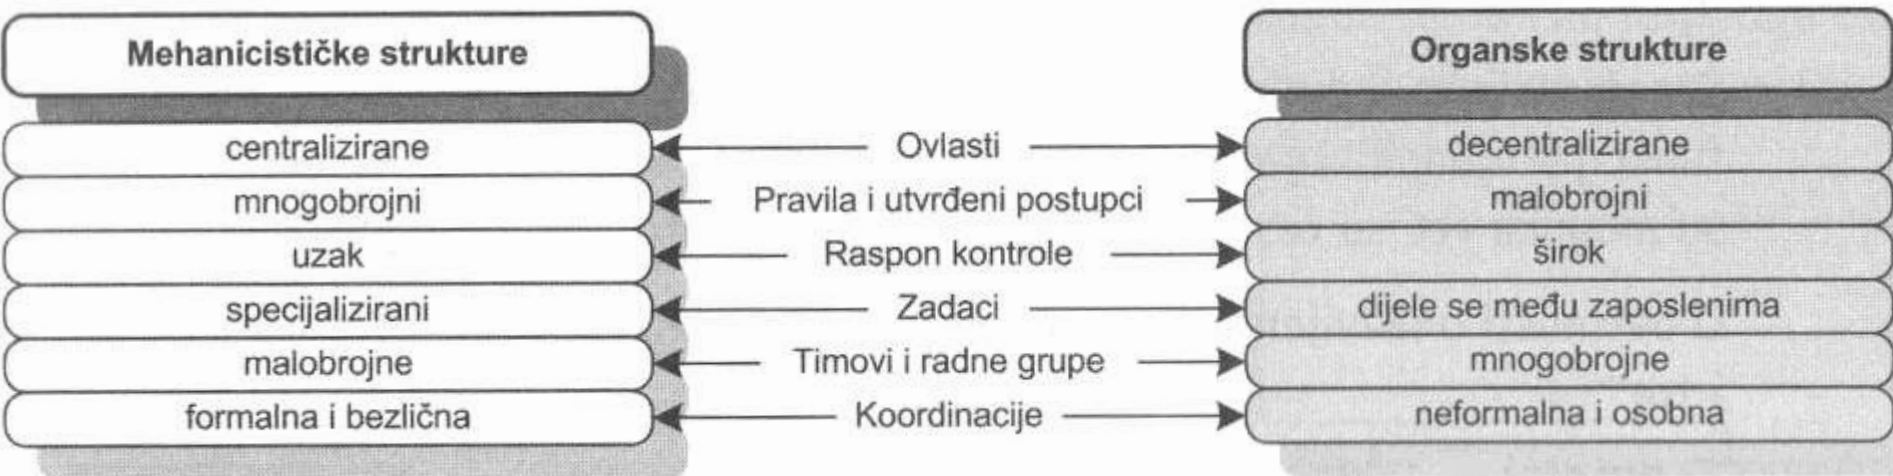 Mehanicističke strukture
Organske strukture
centralizirane
Ovlasti
decentralizirane
mnogobrojni
Pravila i utvrđeni postupci
malobrojni
uzak
Raspon kontrole
širok
specijalizirani
Zadaci
dijele se među zaposlenima
malobrojne
Timovi i radne grupe
mnogobrojne
formalna i bezlična
Koordinacije
neformalna i osobna